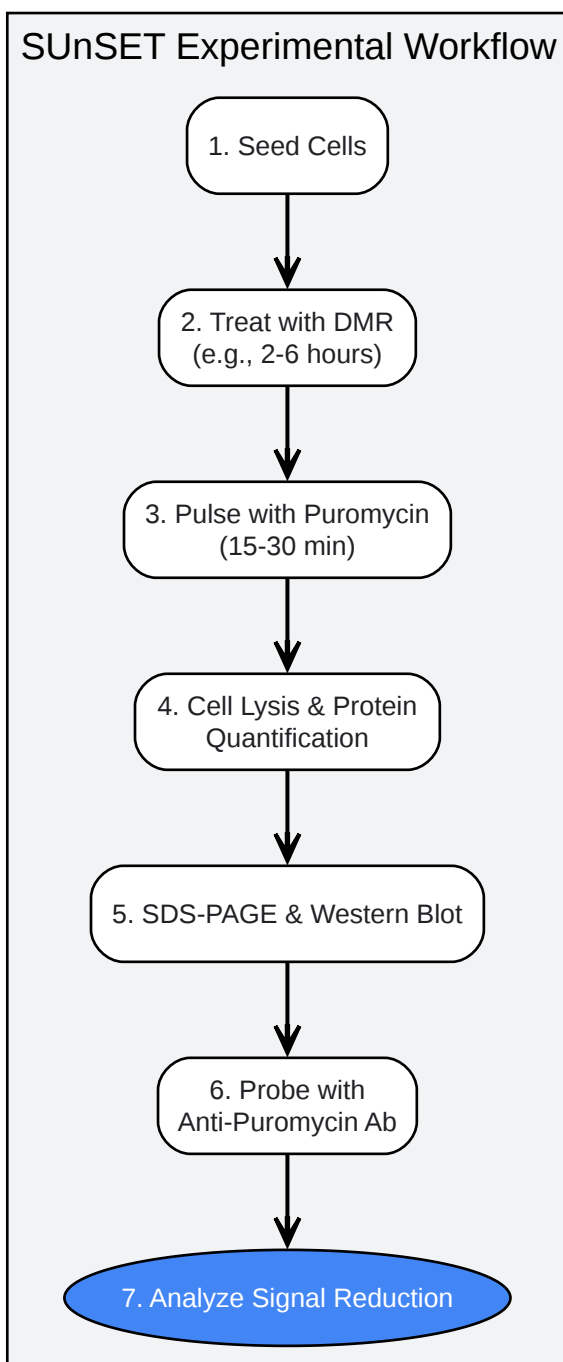 SUnSET Experimental Workflow
1. Seed Cells
2. Treat with DMR
(e.g., 2-6 hours)
3. Pulse with Puromycin
(15-30 min)
4. Cell Lysis & Protein
Quantification
5. SDS-PAGE & Western Blot
6. Probe with
Anti-Puromycin Ab
7. Analyze Signal Reduction